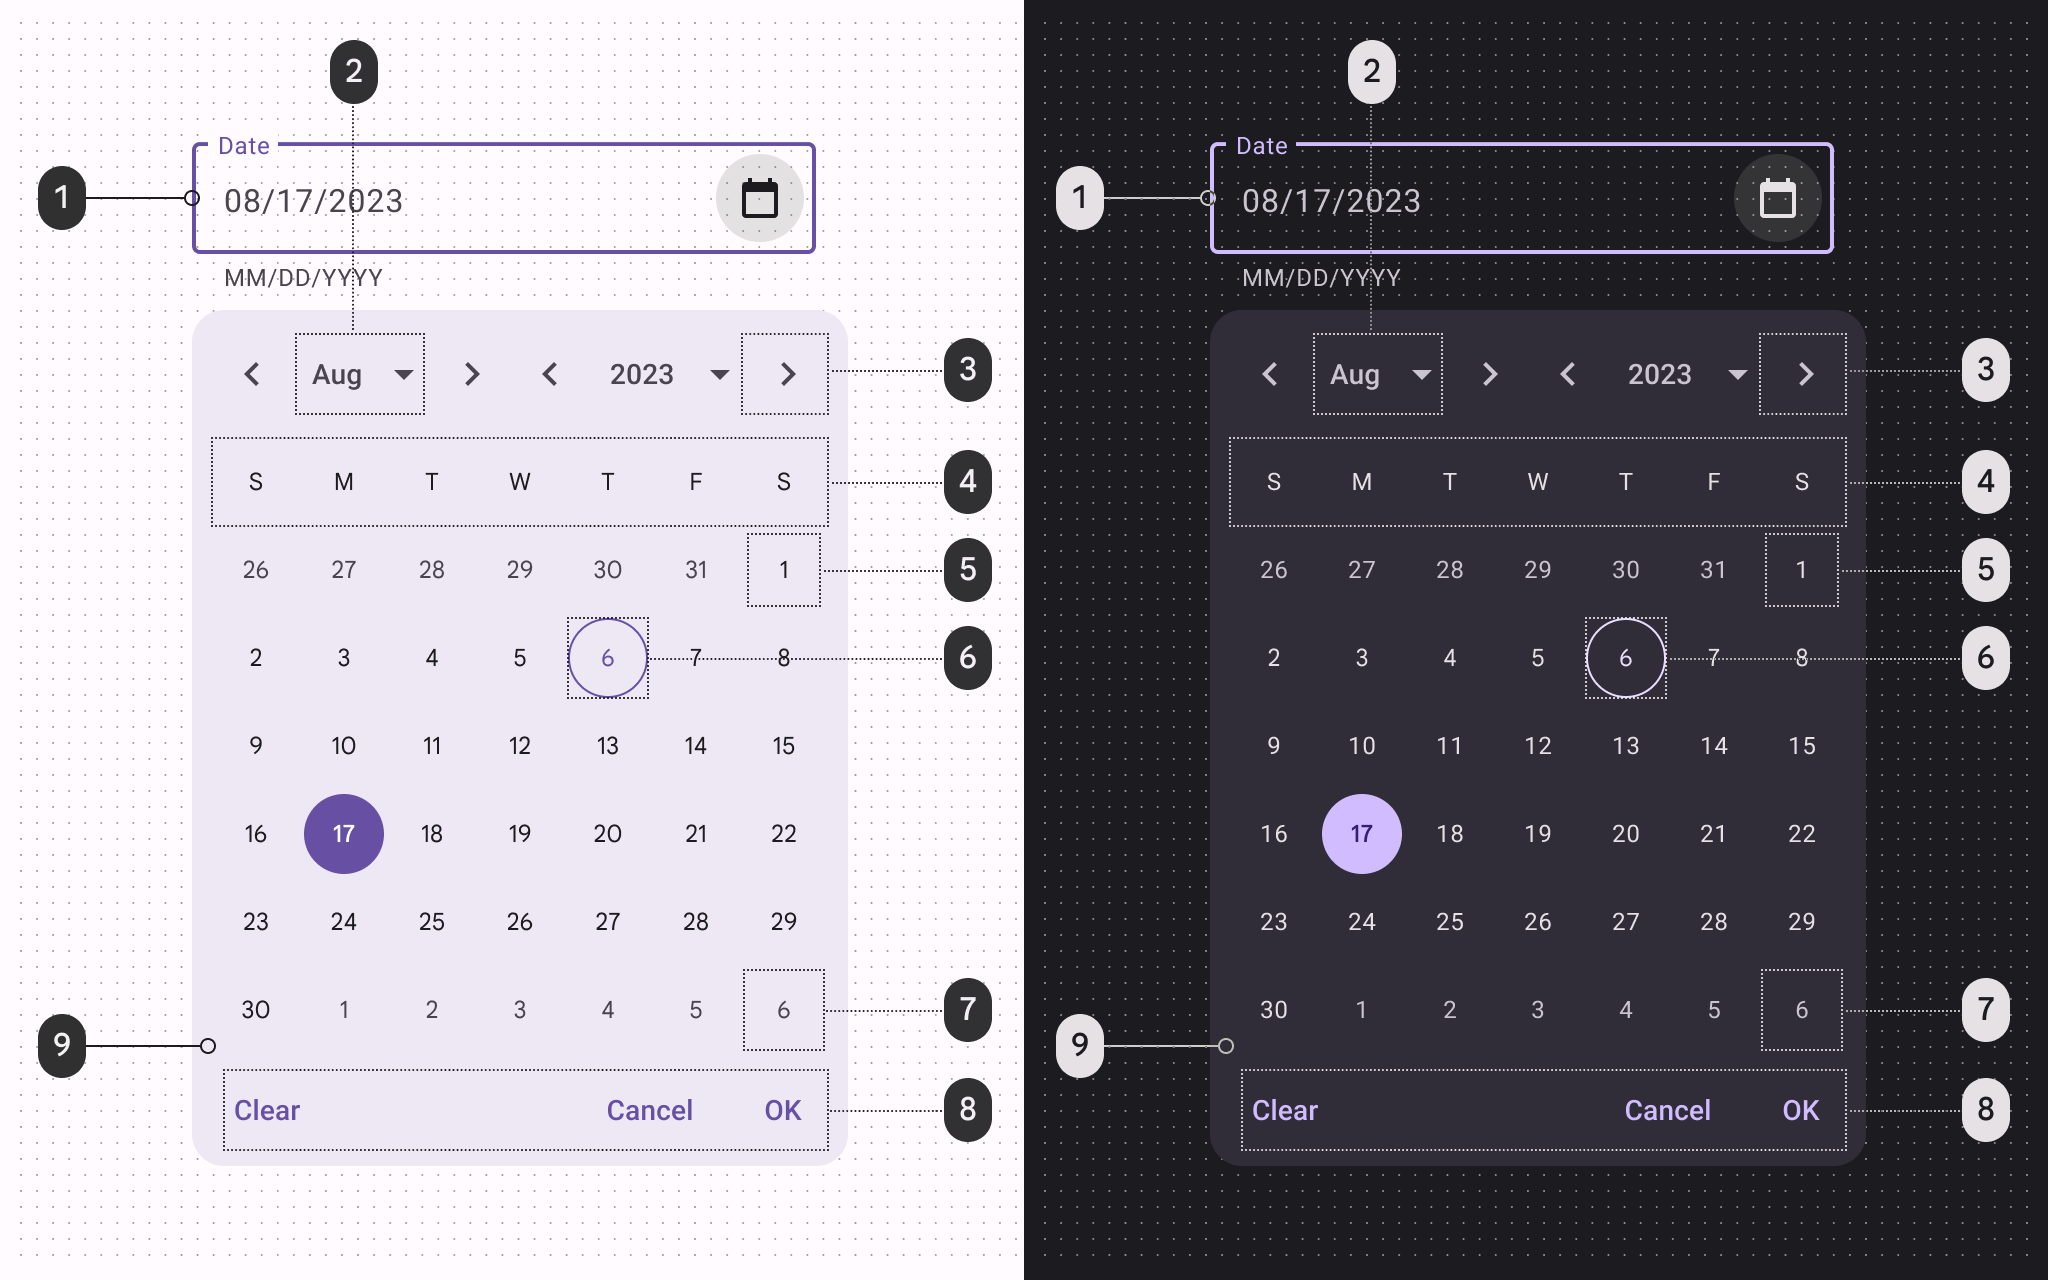 2
Date
1
08/17/2023
MM/DD/YYYY
Aug 2023
3
S M T W T F S
4
26 27 28 29 30 31 1
5
2 3 4 5 6 7 8
6
9 10 11 12 13 14 15
16 17 18 19 20 21 22
23 24 25 26 27 28 29
30 1 2 3 4 5 6
7
9
Clear Cancel OK
8
2
Date
1
08/17/2023
MM/DD/YYYY
Aug 2023
3
S M T W T F S
4
26 27 28 29 30 31 1
5
2 3 4 5 6 7 8
6
9 10 11 12 13 14 15
16 17 18 19 20 21 22
23 24 25 26 27 28 29
30 1 2 3 4 5 6
7
9
Clear Cancel OK
8